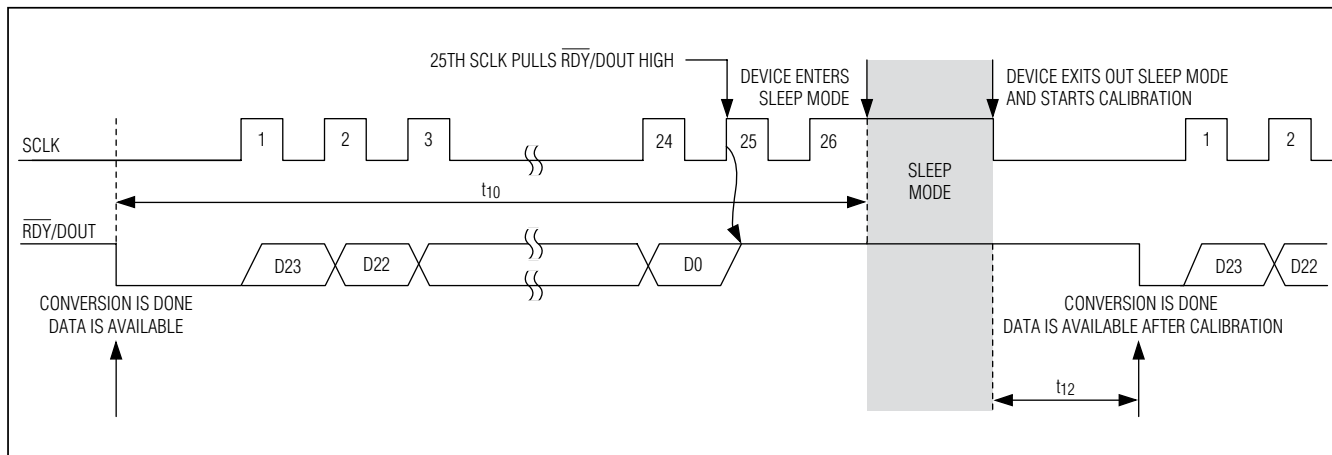 25TH SCLK PULLS R̅D̅Y̅/DOUT HIGH
DEVICE ENTERS
SLEEP MODE
DEVICE EXITS OUT SLEEP MODE
AND STARTS CALIBRATION
SCLK
1
2
3
24
25
26
1
2
SLEEP
MODE
t10
R̅D̅Y̅/DOUT
D23
D22
D0
D23
D22
CONVERSION IS DONE
DATA IS AVAILABLE
CONVERSION IS DONE
DATA IS AVAILABLE AFTER CALIBRATION
t12